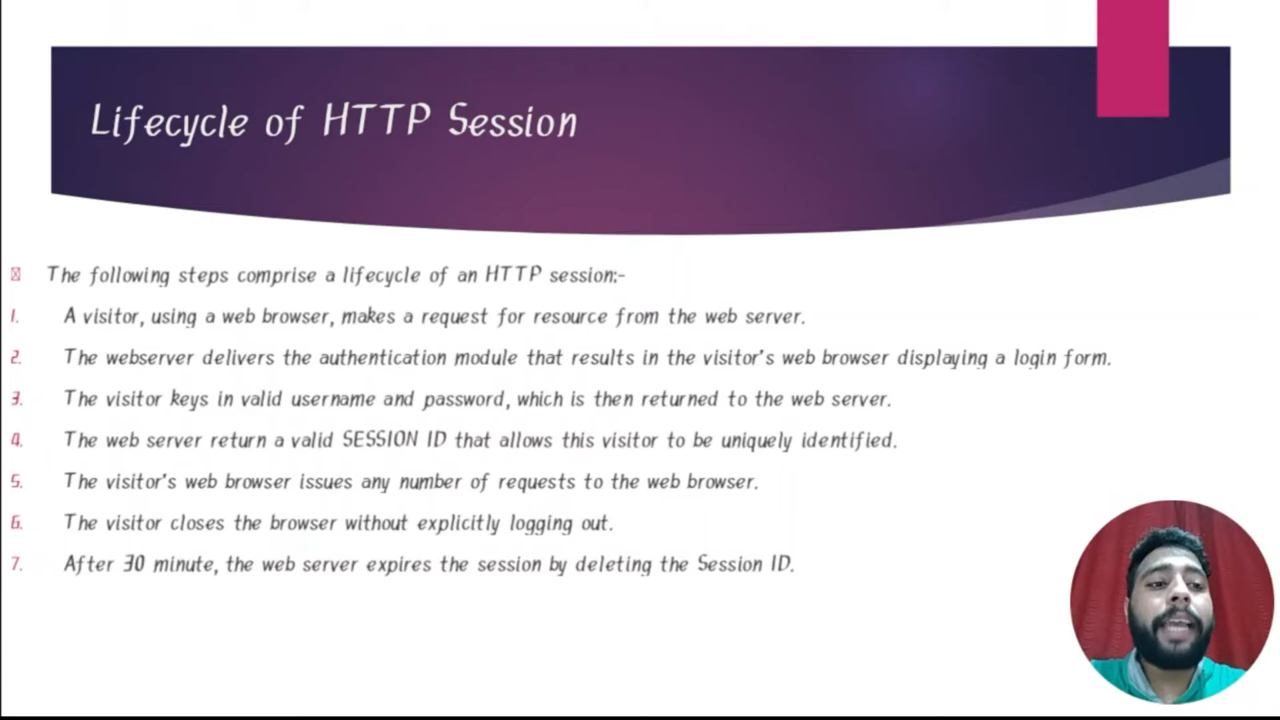 Lifecycle of HTTP Session
The following steps comprise a lifecycle of an HTTP session:-
1. A visitor, using a web browser, makes a request for resource from the web server.
2. The webserver delivers the authentication module that results in the visitor's web browser displaying a login form.
3. The visitor keys in valid username and password, which is then returned to the web server.
4. The web server return a valid SESSION ID that allows this visitor to be uniquely identified.
5. The visitor's web browser issues any number of requests to the web browser.
6. The visitor closes the browser without explicitly logging out.
7. After 30 minute, the web server expires the session by deleting the Session ID.